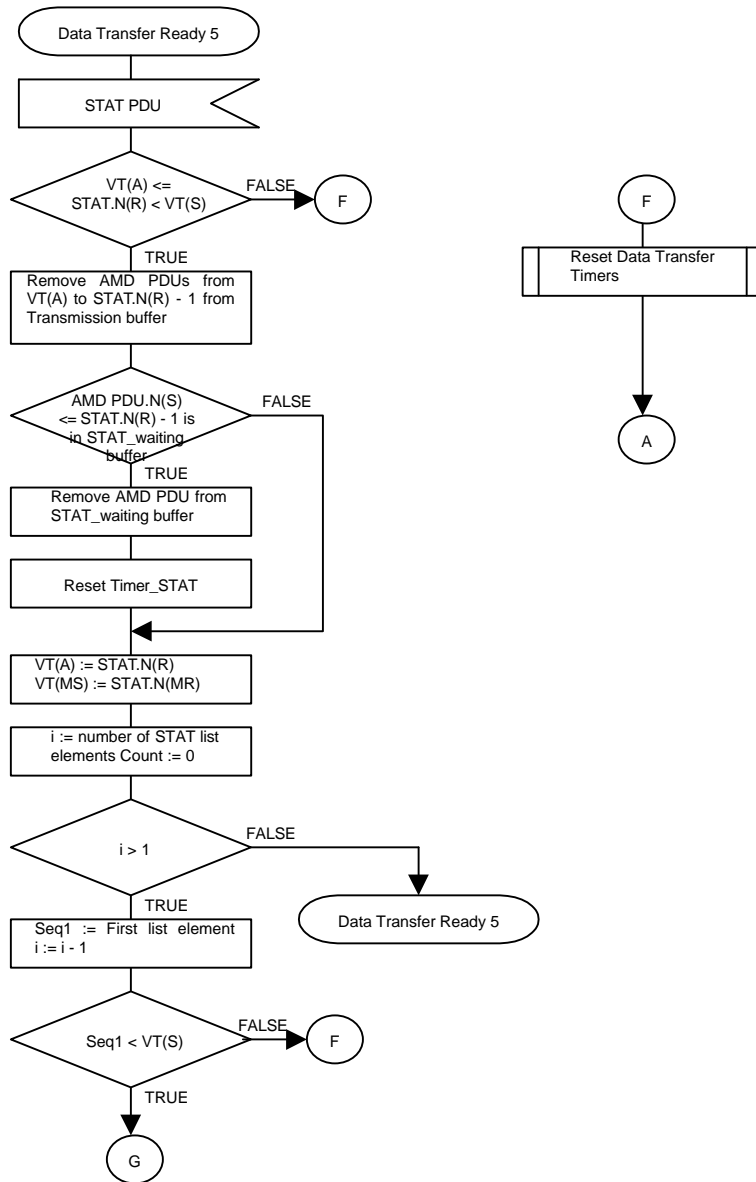 Data Transfer Ready 5
STAT PDU
VT(A) <=
STAT.N(R) < VT(S)
FALSE
F
TRUE
Remove AMD PDUs from
VT(A) to STAT.N(R) - 1 from
Transmission buffer
AMD PDU.N(S)
<= STAT.N(R) - 1 is
in STAT_waiting
buffer
FALSE
TRUE
Remove AMD PDU from
STAT_waiting buffer
Reset Timer_STAT
VT(A) := STAT.N(R)
VT(MS) := STAT.N(MR)
i := number of STAT list
elements Count := 0
i > 1
FALSE
Data Transfer Ready 5
TRUE
Seq1 := First list element
i := i - 1
Seq1 < VT(S)
FALSE
F
TRUE
G
F
Reset Data Transfer
Timers
A